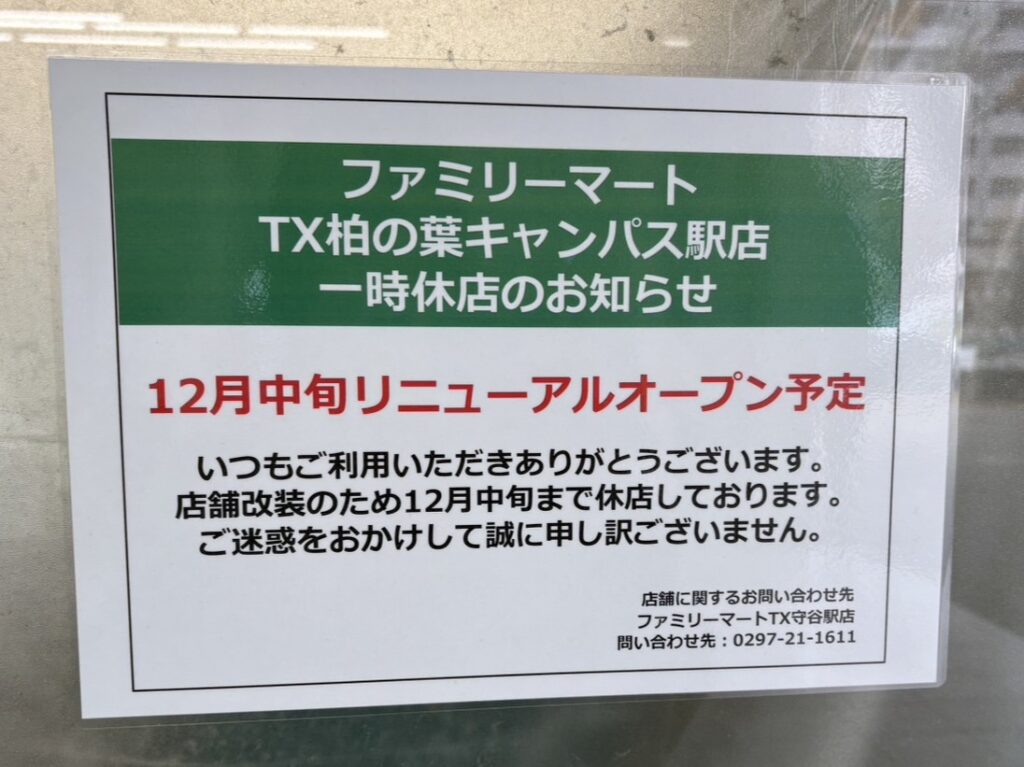 ファミリーマート
TX柏の葉キャンパス駅店
一時休店のお知らせ
12月中旬リニューアルオープン予定
いつもご利用いただきありがとうございます。
店舗改装のため12月中旬まで休店しております。
ご迷惑をおかけして誠に申し訳ございません。
店舗に関するお問い合わせ先
ファミリーマートTX守谷駅店
問い合わせ先：0297-21-1611